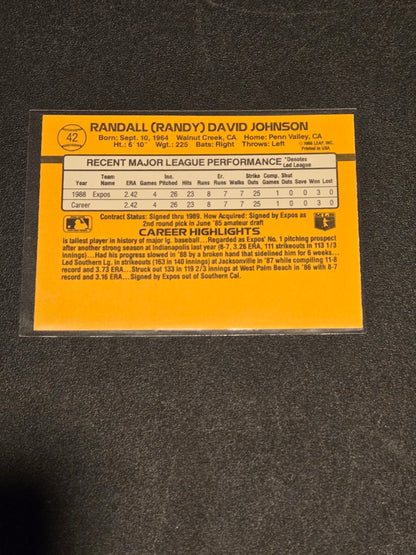 42
RANDALL (RANDY) DAVID JOHNSON
Born: Sept. 10, 1964 Walnut Creek, CA Home: Penn Valley, CA
Ht.: 6'10" Wgt.: 225 Bats: Right Throws: Left
© 1988 LEAF, INC.
PRINTED IN USA
RECENT MAJOR LEAGUE PERFORMANCE *Denotes Led League
Year Team Name ERA Games Inn. Pitched Hits Runs Er. Runs Walks Strike Outs Comp. Games Shut Outs Save Won Lost
1988 Expos 2.42 4 26 23 8 7 7 25 1 0 0 3 0
Career 2.42 4 26 23 8 7 7 25 1 0 0 3 0
Contract Status: Signed thru 1989. How Acquired: Signed by Expos as
2nd round pick in June '85 amateur draft
CAREER HIGHLIGHTS
Is tallest player in history of major lg. baseball...Regarded as Expos' No. 1 pitching prospect
after another strong season at Indianapolis last year (8-7, 3.26 ERA, 111 strikeouts in 113 1/3
innings)...Had his progress slowed in '88 by a broken hand that sidelined him for 6 weeks...
Led Southern Lg. in strikeouts (163 in 140 innings) at Jacksonville in '87 while compiling 11-8
record and 3.73 ERA...Struck out 133 in 119 2/3 innings at West Palm Beach in '86 with 8-7
record and 3.16 ERA...Signed by Expos out of Southern Cal.